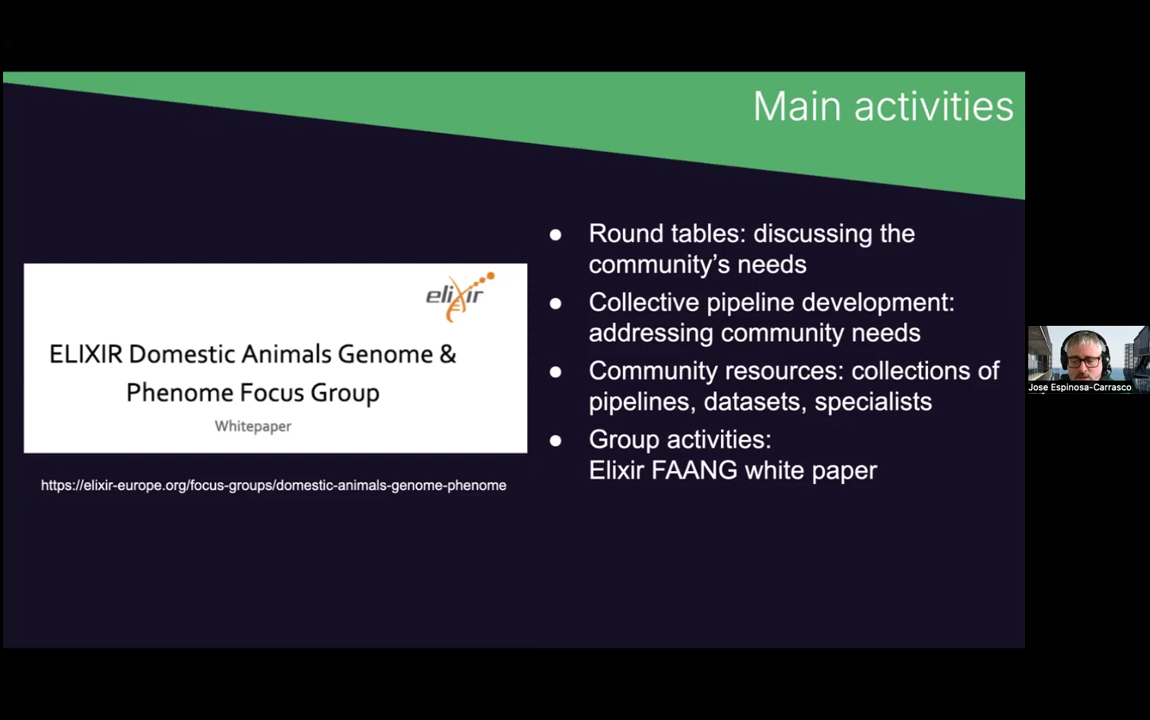 Main activities
elixir
ELIXIR Domestic Animals Genome &
Phenome Focus Group
Whitepaper
https://elixir-europe.org/focus-groups/domestic-animals-genome-phenome
● Round tables: discussing the
community’s needs
● Collective pipeline development:
addressing community needs
● Community resources: collections of
pipelines, datasets, specialists
● Group activities:
Elixir FAANG white paper
Jose Espinosa-Carrasco